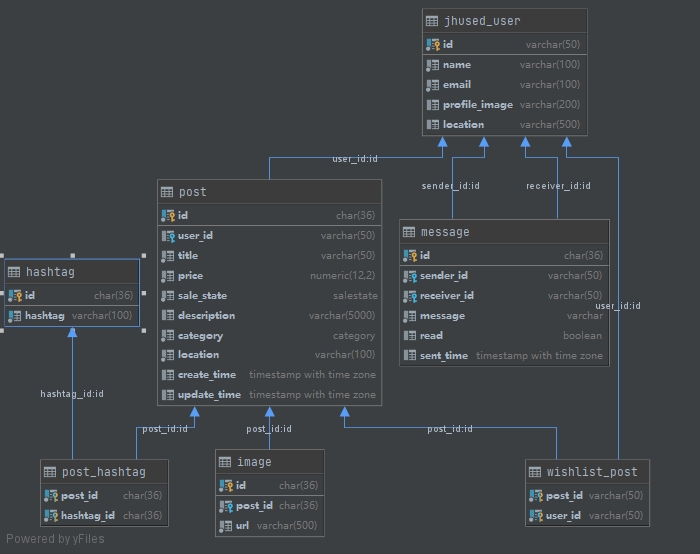 jhused_user
id varchar(50)
name varchar(100)
email varchar(100)
profile_image varchar(200)
location varchar(500)
user_id:id
sender_id:id
receiver_id:id
post
id char(36)
user_id varchar(50)
title varchar(50)
price numeric(12,2)
sale_state salestate
description varchar(5000)
category category
location varchar(100)
create_time timestamp with time zone
update_time timestamp with time zone
message
id char(36)
sender_id varchar(50)
receiver_id varchar(50)
message varchar
read boolean
sent_time timestamp with time zone
hashtag
id char(36)
hashtag varchar(100)
user_id:id
hashtag_id:id
post_id:id
post_id:id
post_id:id
post_hashtag
post_id char(36)
hashtag_id char(36)
image
id char(36)
post_id char(36)
url varchar(500)
wishlist_post
post_id varchar(50)
user_id varchar(50)
Powered by yFiles